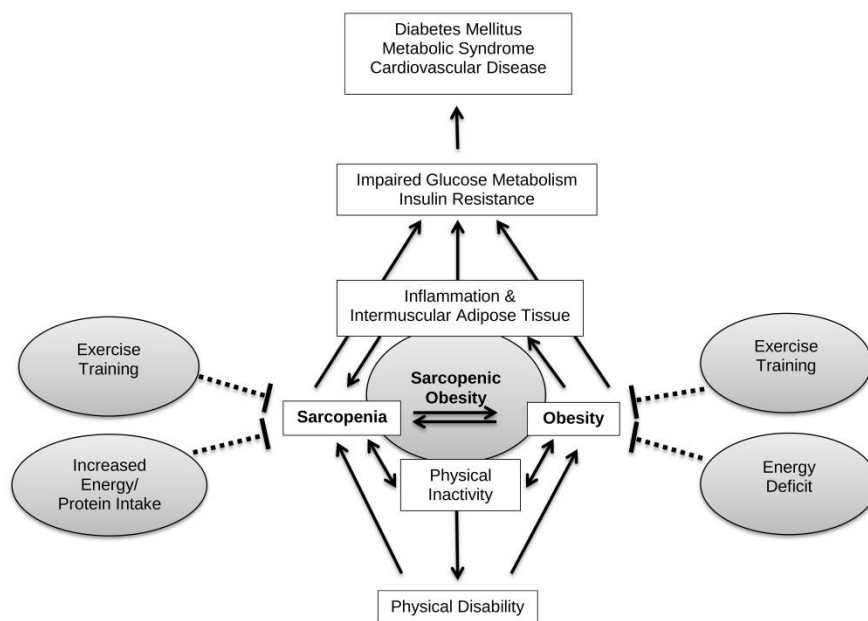 Diabetes Mellitus
Metabolic Syndrome
Cardiovascular Disease
Impaired Glucose Metabolism
Insulin Resistance
Inflammation &
Intermuscular Adipose Tissue
Exercise
Training
Exercise
Training
Sarcopenic
Obesity
Sarcopenia
Obesity
Increased
Energy/
Protein Intake
Physical
Inactivity
Energy
Deficit
Physical Disability